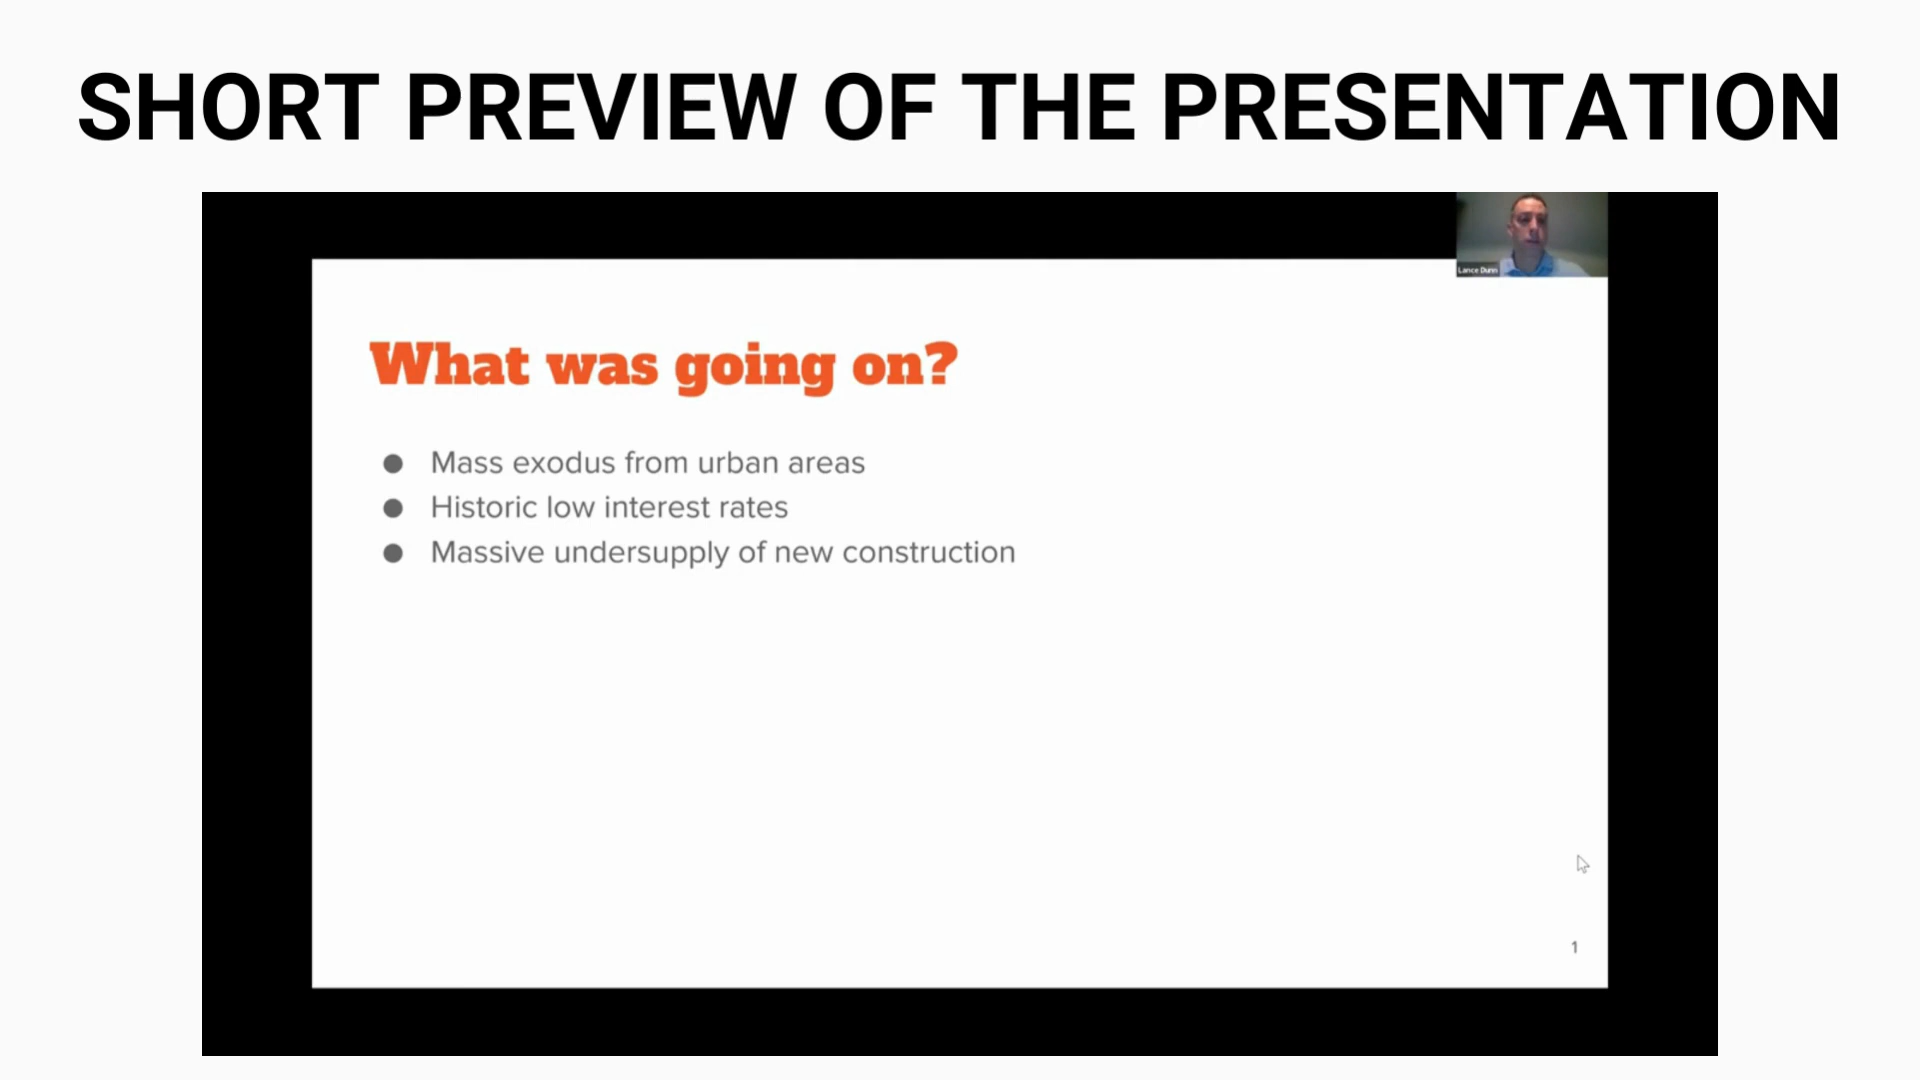 SHORT PREVIEW OF THE PRESENTATION
Lance Dunn
What was going on?
● Mass exodus from urban areas
● Historic low interest rates
● Massive undersupply of new construction
1